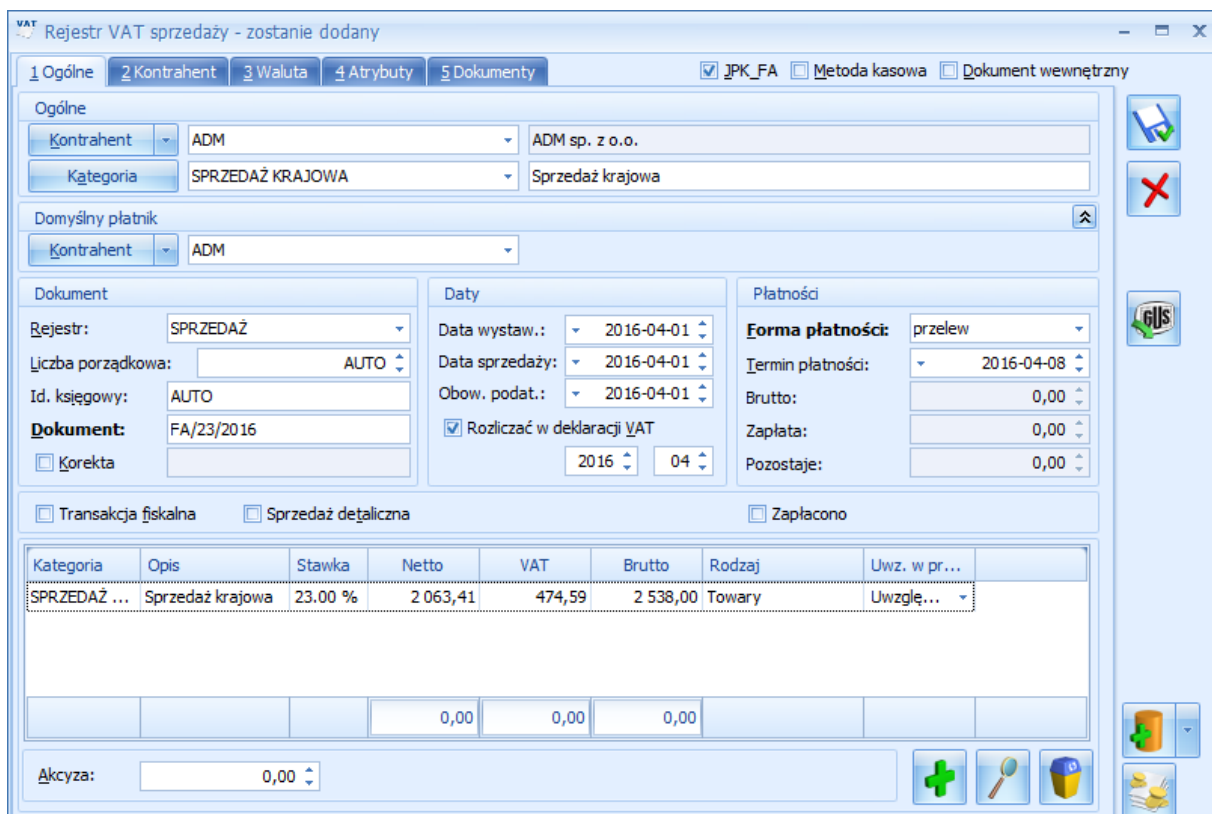 VAT Rejestr VAT sprzedaży - zostanie dodany
1 Ogólne 2 Kontrahent 3 Waluta 4 Atrybuty 5 Dokumenty JPK_FA Metoda kasowa Dokument wewnętrzny
Ogólne
Kontrahent ADM ADM sp. z o.o.
Kategoria SPRZEDAŻ KRAJOWA Sprzedaż krajowa
Domyślny płatnik
Kontrahent ADM
Dokument Daty Płatności
Rejestr: SPRZEDAŻ Data wystaw.: 2016-04-01 Forma płatności: przelew
Liczba porządkowa: AUTO Data sprzedaży: 2016-04-01 Termin płatności: 2016-04-08
Id. księgowy: AUTO Obow. podat.: 2016-04-01 Brutto: 0,00
Dokument: FA/23/2016 Rozliczać w deklaracji VAT Zapłata: 0,00
Korekta 2016 04 Pozostaje: 0,00
Transakcja fiskalna Sprzedaż detaliczna Zapłacono
Kategoria Opis Stawka Netto VAT Brutto Rodzaj Uwz. w pr...
SPRZEDAŻ ... Sprzedaż krajowa 23.00 % 2 063,41 474,59 2 538,00 Towary Uwzglę...
0,00 0,00 0,00
Akcyza: 0,00
GUS